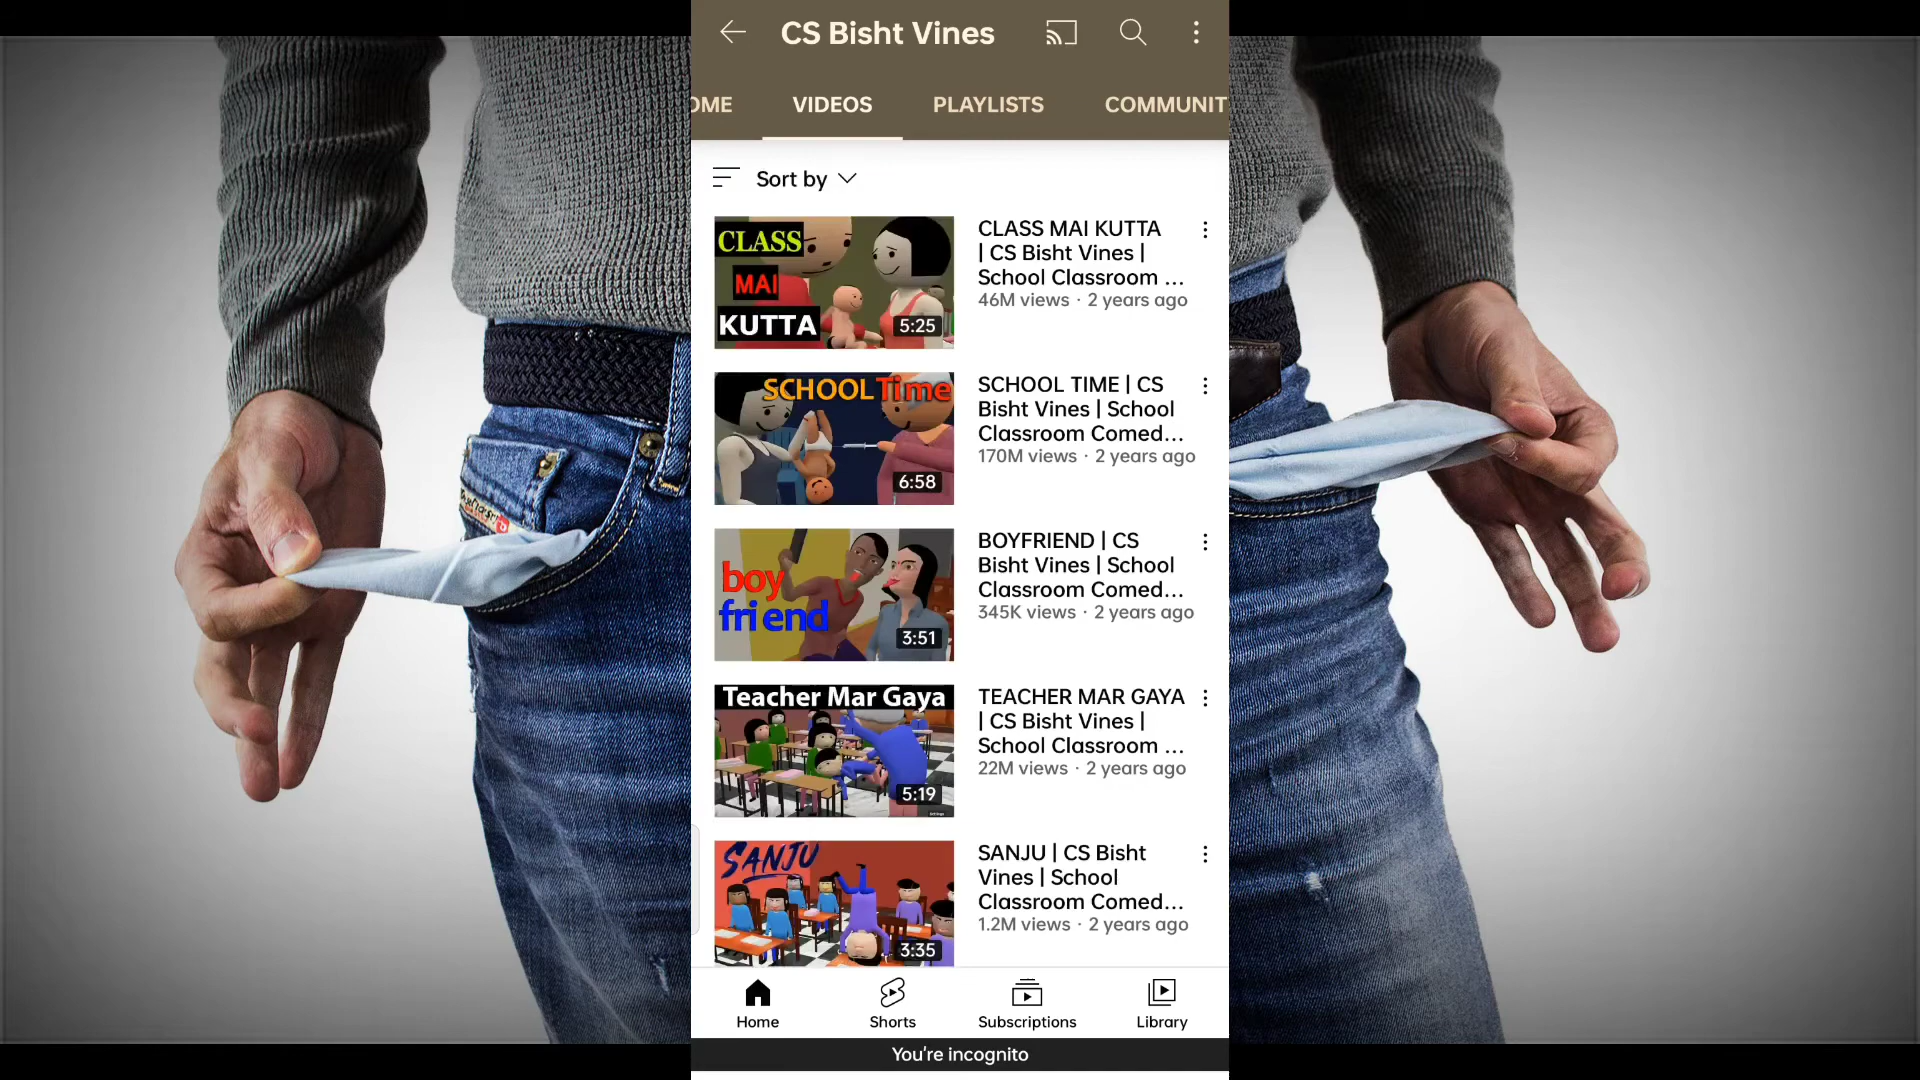 CS Bisht Vines
OME VIDEOS PLAYLISTS COMMUNIT
Sort by
CLASS
MAI
KUTTA
5:25
CLASS MAI KUTTA
| CS Bisht Vines |
School Classroom ...
46M views · 2 years ago
SCHOOL Time
6:58
SCHOOL TIME | CS
Bisht Vines | School
Classroom Comed...
170M views · 2 years ago
boy
friend
3:51
BOYFRIEND | CS
Bisht Vines | School
Classroom Comed...
345K views · 2 years ago
Teacher Mar Gaya
5:19
TEACHER MAR GAYA
| CS Bisht Vines |
School Classroom ...
22M views · 2 years ago
SANJU
3:35
SANJU | CS Bisht
Vines | School
Classroom Comed...
1.2M views · 2 years ago
Home Shorts Subscriptions Library
You're incognito